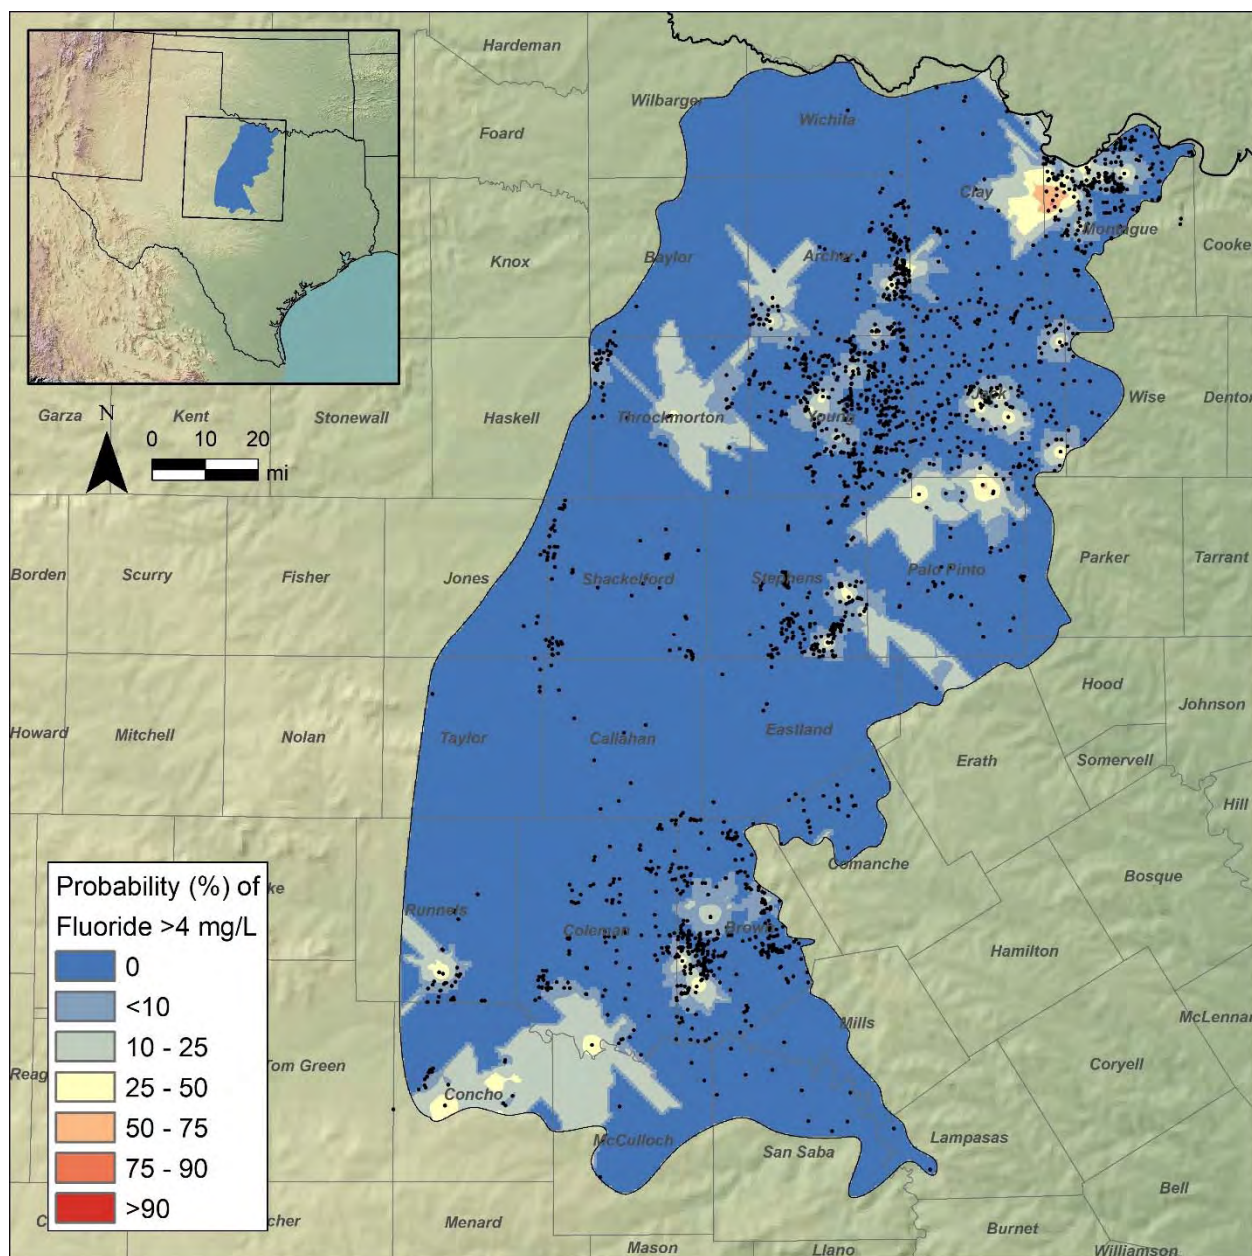 Hardeman
Wilbarger
Wichita
Foard
Clay
Montague
Cooke
Knox
Baylor
Archer
Garza
Kent
Stonewall
Haskell
Throckmorton
Young
Jack
Wise
Denton
N
0 10 20
mi
Borden
Scurry
Fisher
Jones
Shackelford
Stephens
Palo Pinto
Parker
Tarrant
Hood
Johnson
Howard
Mitchell
Nolan
Taylor
Callahan
Eastland
Erath
Somervell
Hill
Comanche
Bosque
Probability (%) of
Fluoride >4 mg/L
0
<10
10 - 25
25 - 50
50 - 75
75 - 90
>90
ke
Runnels
Coleman
Brown
Hamilton
Mills
McLennan
Reag
Tom Green
Coryell
Concho
McCulloch
San Saba
Lampasas
Bell
C
cher
Menard
Burnet
Mason
Llano
Williamson